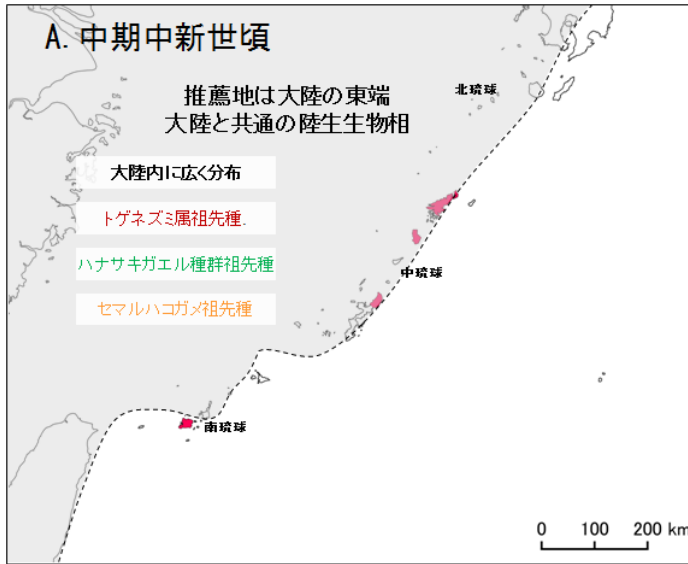 A. 中期中新世頃
推薦地は大陸の東端
大陸と共通の陸生生物相
北琉球
大陸内に広く分布
トゲネズミ属祖先種.
ハナサキガエル種群祖先種
中琉球
セマルハコガメ祖先種
南琉球
0 100 200 km